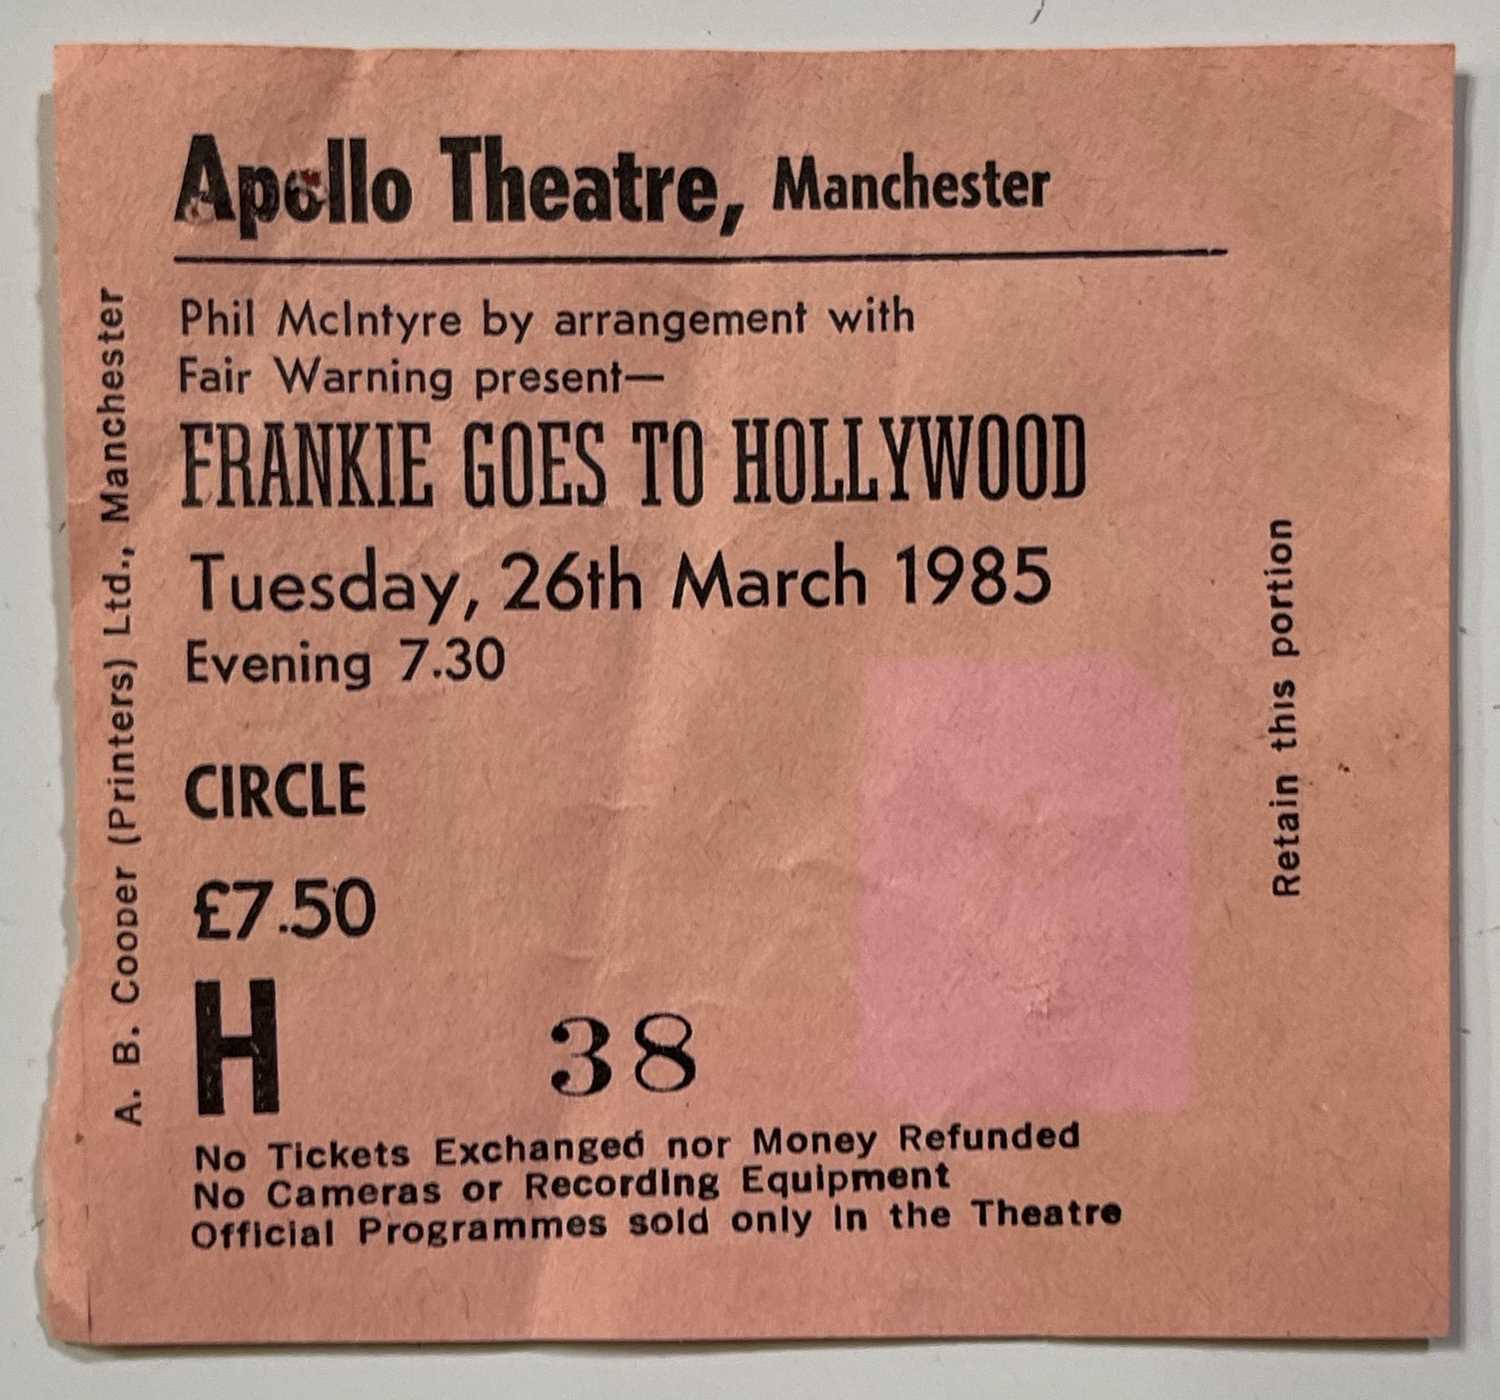 Apollo Theatre, Manchester
Phil McIntyre by arrangement with
Fair Warning present—
FRANKIE GOES TO HOLLYWOOD
Tuesday, 26th March 1985
Evening 7.30
CIRCLE
£7.50
H 38
No Tickets Exchanged nor Money Refunded
No Cameras or Recording Equipment
Official Programmes sold only in the Theatre
A. B. Cooper (Printers) Ltd., Manchester
Retain this portion